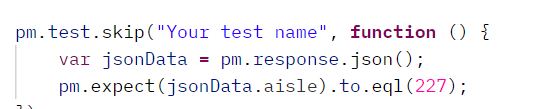 pm.test.skip("Your test name", function () {
    var jsonData = pm.response.json();
    pm.expect(jsonData.aisle).to.eql(227);